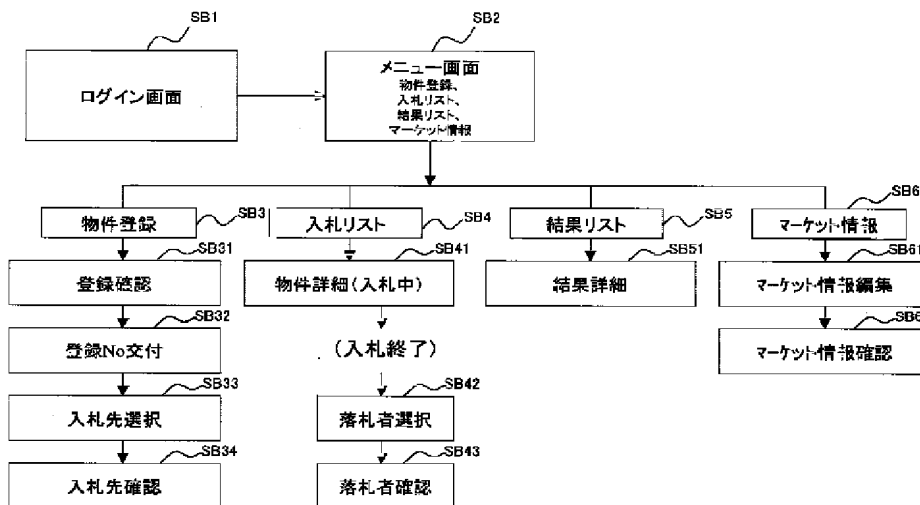 SB1
SB2
ログイン画面
メニュー画面
物件登録、
入札リスト、
結果リスト、
マーケット情報
物件登録
SB3
入札リスト
SB4
結果リスト
SB5
マーケット情報
SB6
SB31
登録確認
SB41
物件詳細(入札中)
SB51
結果詳細
SB61
マーケット情報編集
SB32
登録No交付
(入札終了)
SB6
マーケット情報確認
SB33
入札先選択
SB42
落札者選択
SB34
入札先確認
SB43
落札者確認